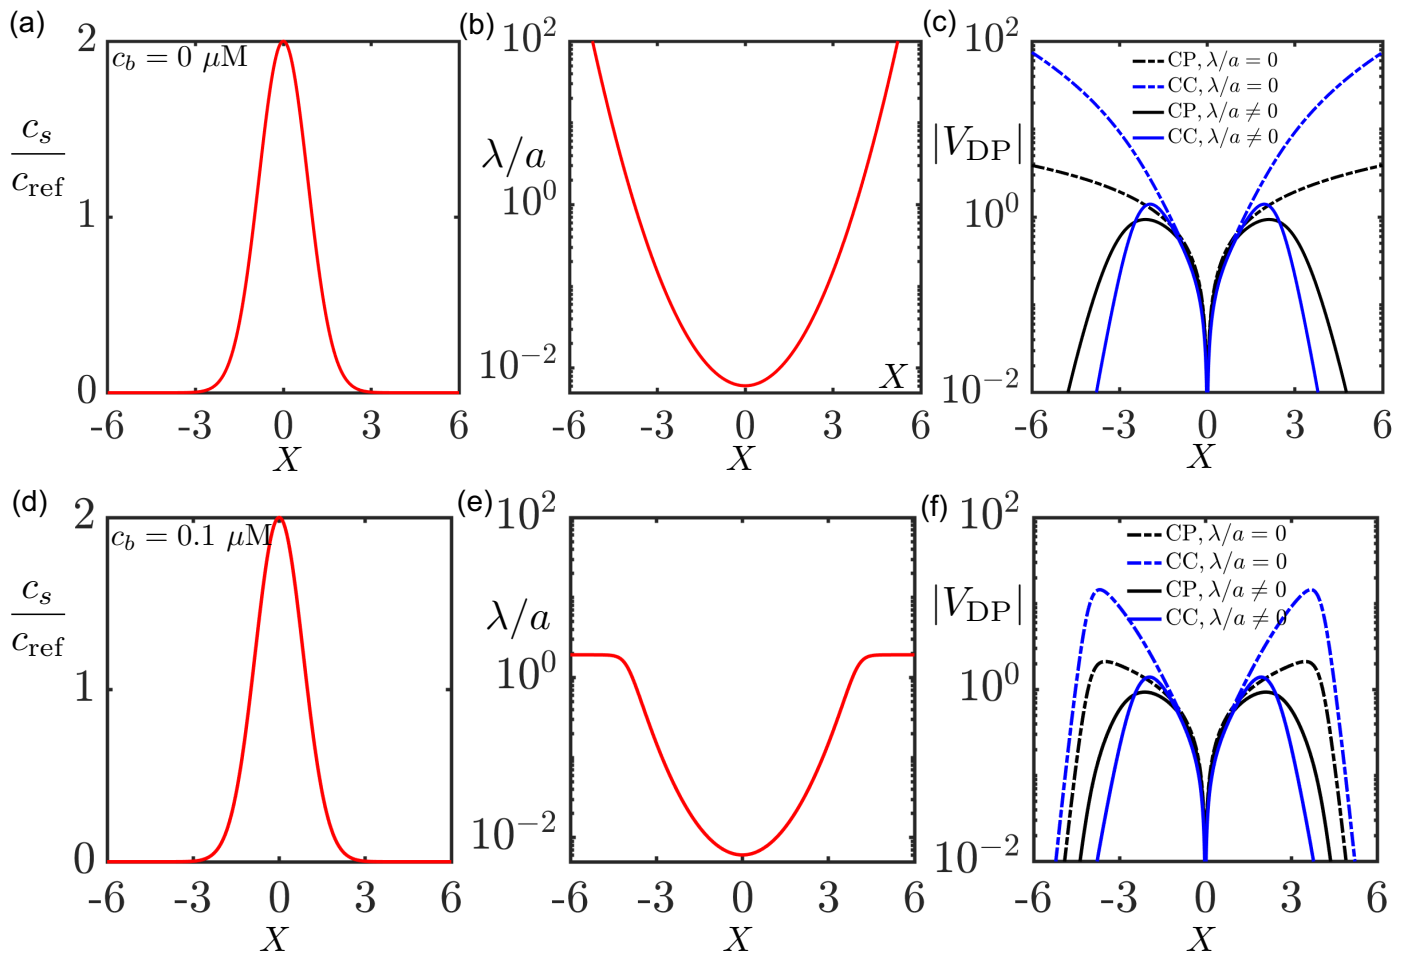 (a)
c_b = 0 μM
c_s
c_ref
2
1
0
-6 -3 0 3 6
X
(b)
10^2
λ/a
10^0
10^-2
X
-6 -3 0 3 6
X
(c)
10^2
|V_DP|
10^0
10^-2
CP, λ/a = 0
CC, λ/a = 0
CP, λ/a ≠ 0
CC, λ/a ≠ 0
-6 -3 0 3 6
X
(d)
c_b = 0.1 μM
c_s
c_ref
2
1
0
-6 -3 0 3 6
X
(e)
10^2
λ/a
10^0
10^-2
-6 -3 0 3 6
X
(f)
10^2
|V_DP|
10^0
10^-2
CP, λ/a = 0
CC, λ/a = 0
CP, λ/a ≠ 0
CC, λ/a ≠ 0
-6 -3 0 3 6
X